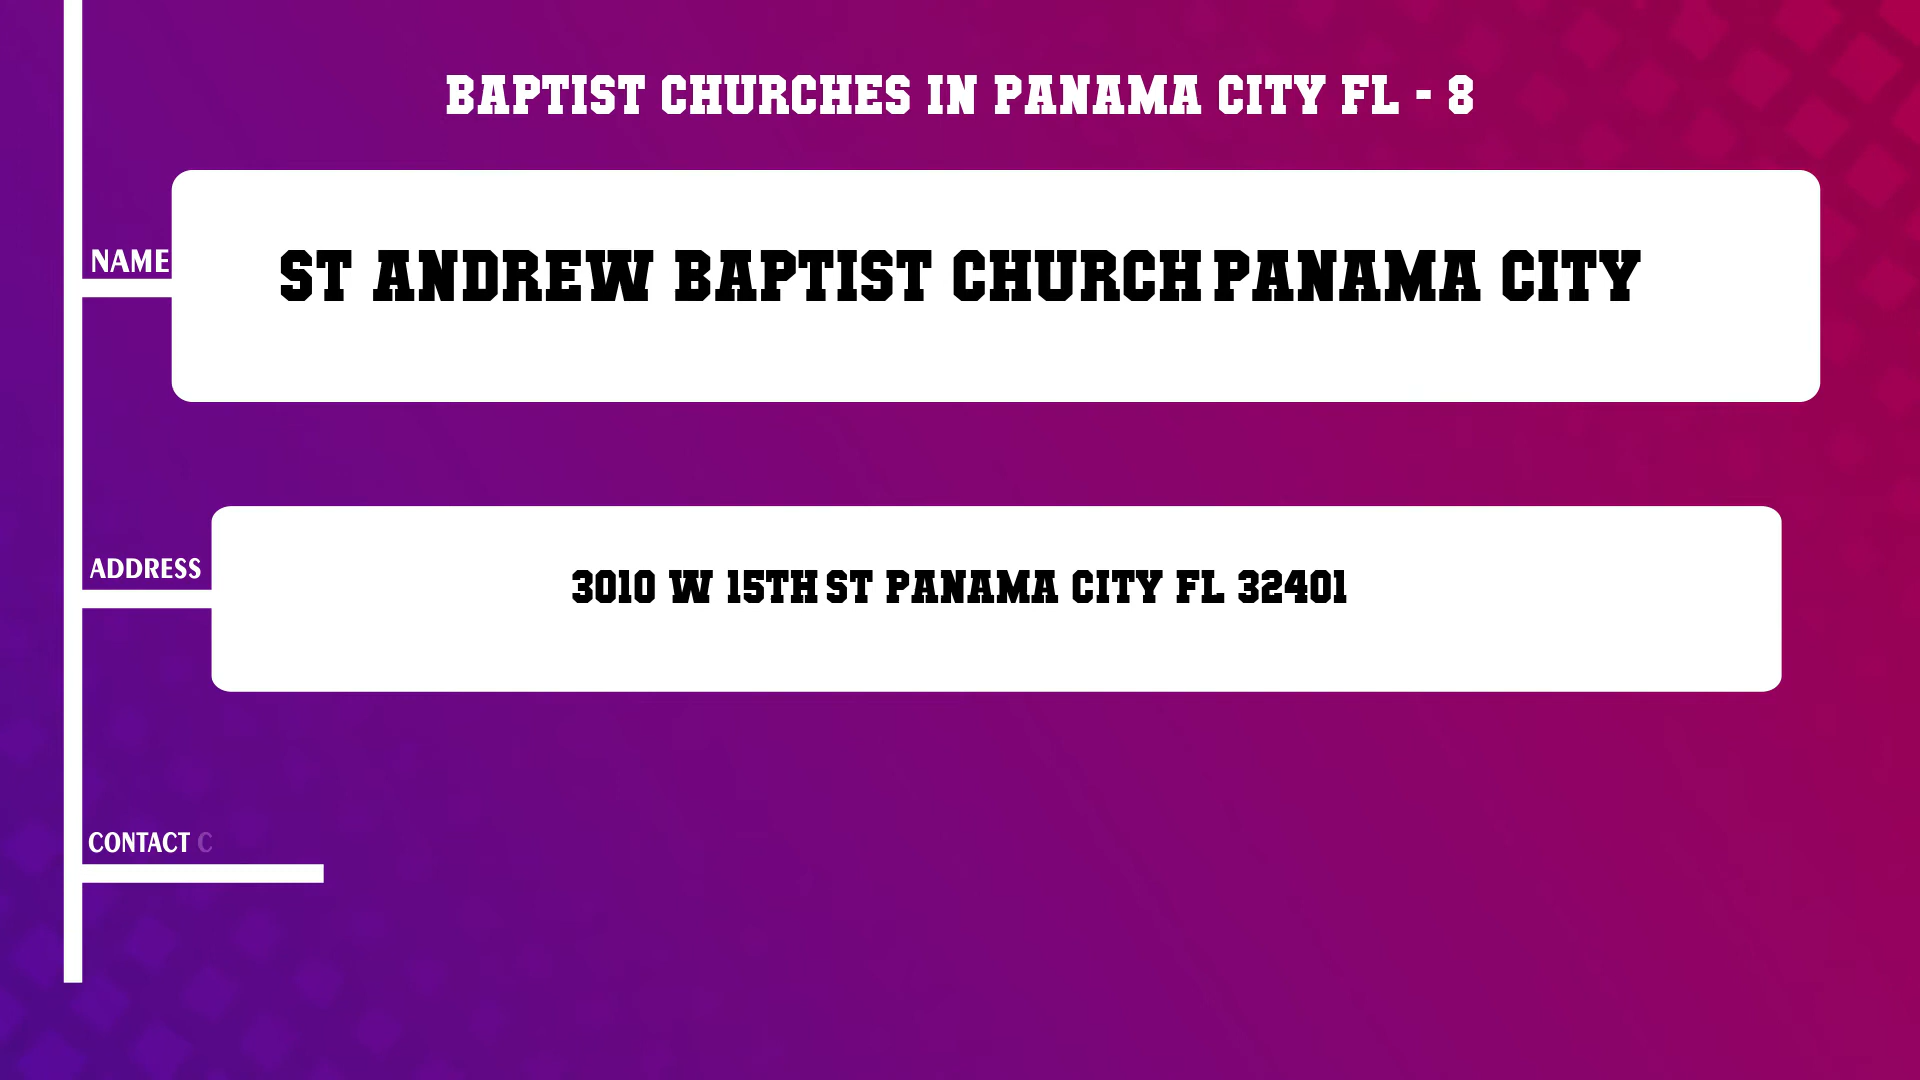 BAPTIST CHURCHES IN PANAMA CITY FL - 8
NAME
ST ANDREW BAPTIST CHURCH PANAMA CITY
ADDRESS
3010 W 15TH ST PANAMA CITY FL 32401
CONTACT C